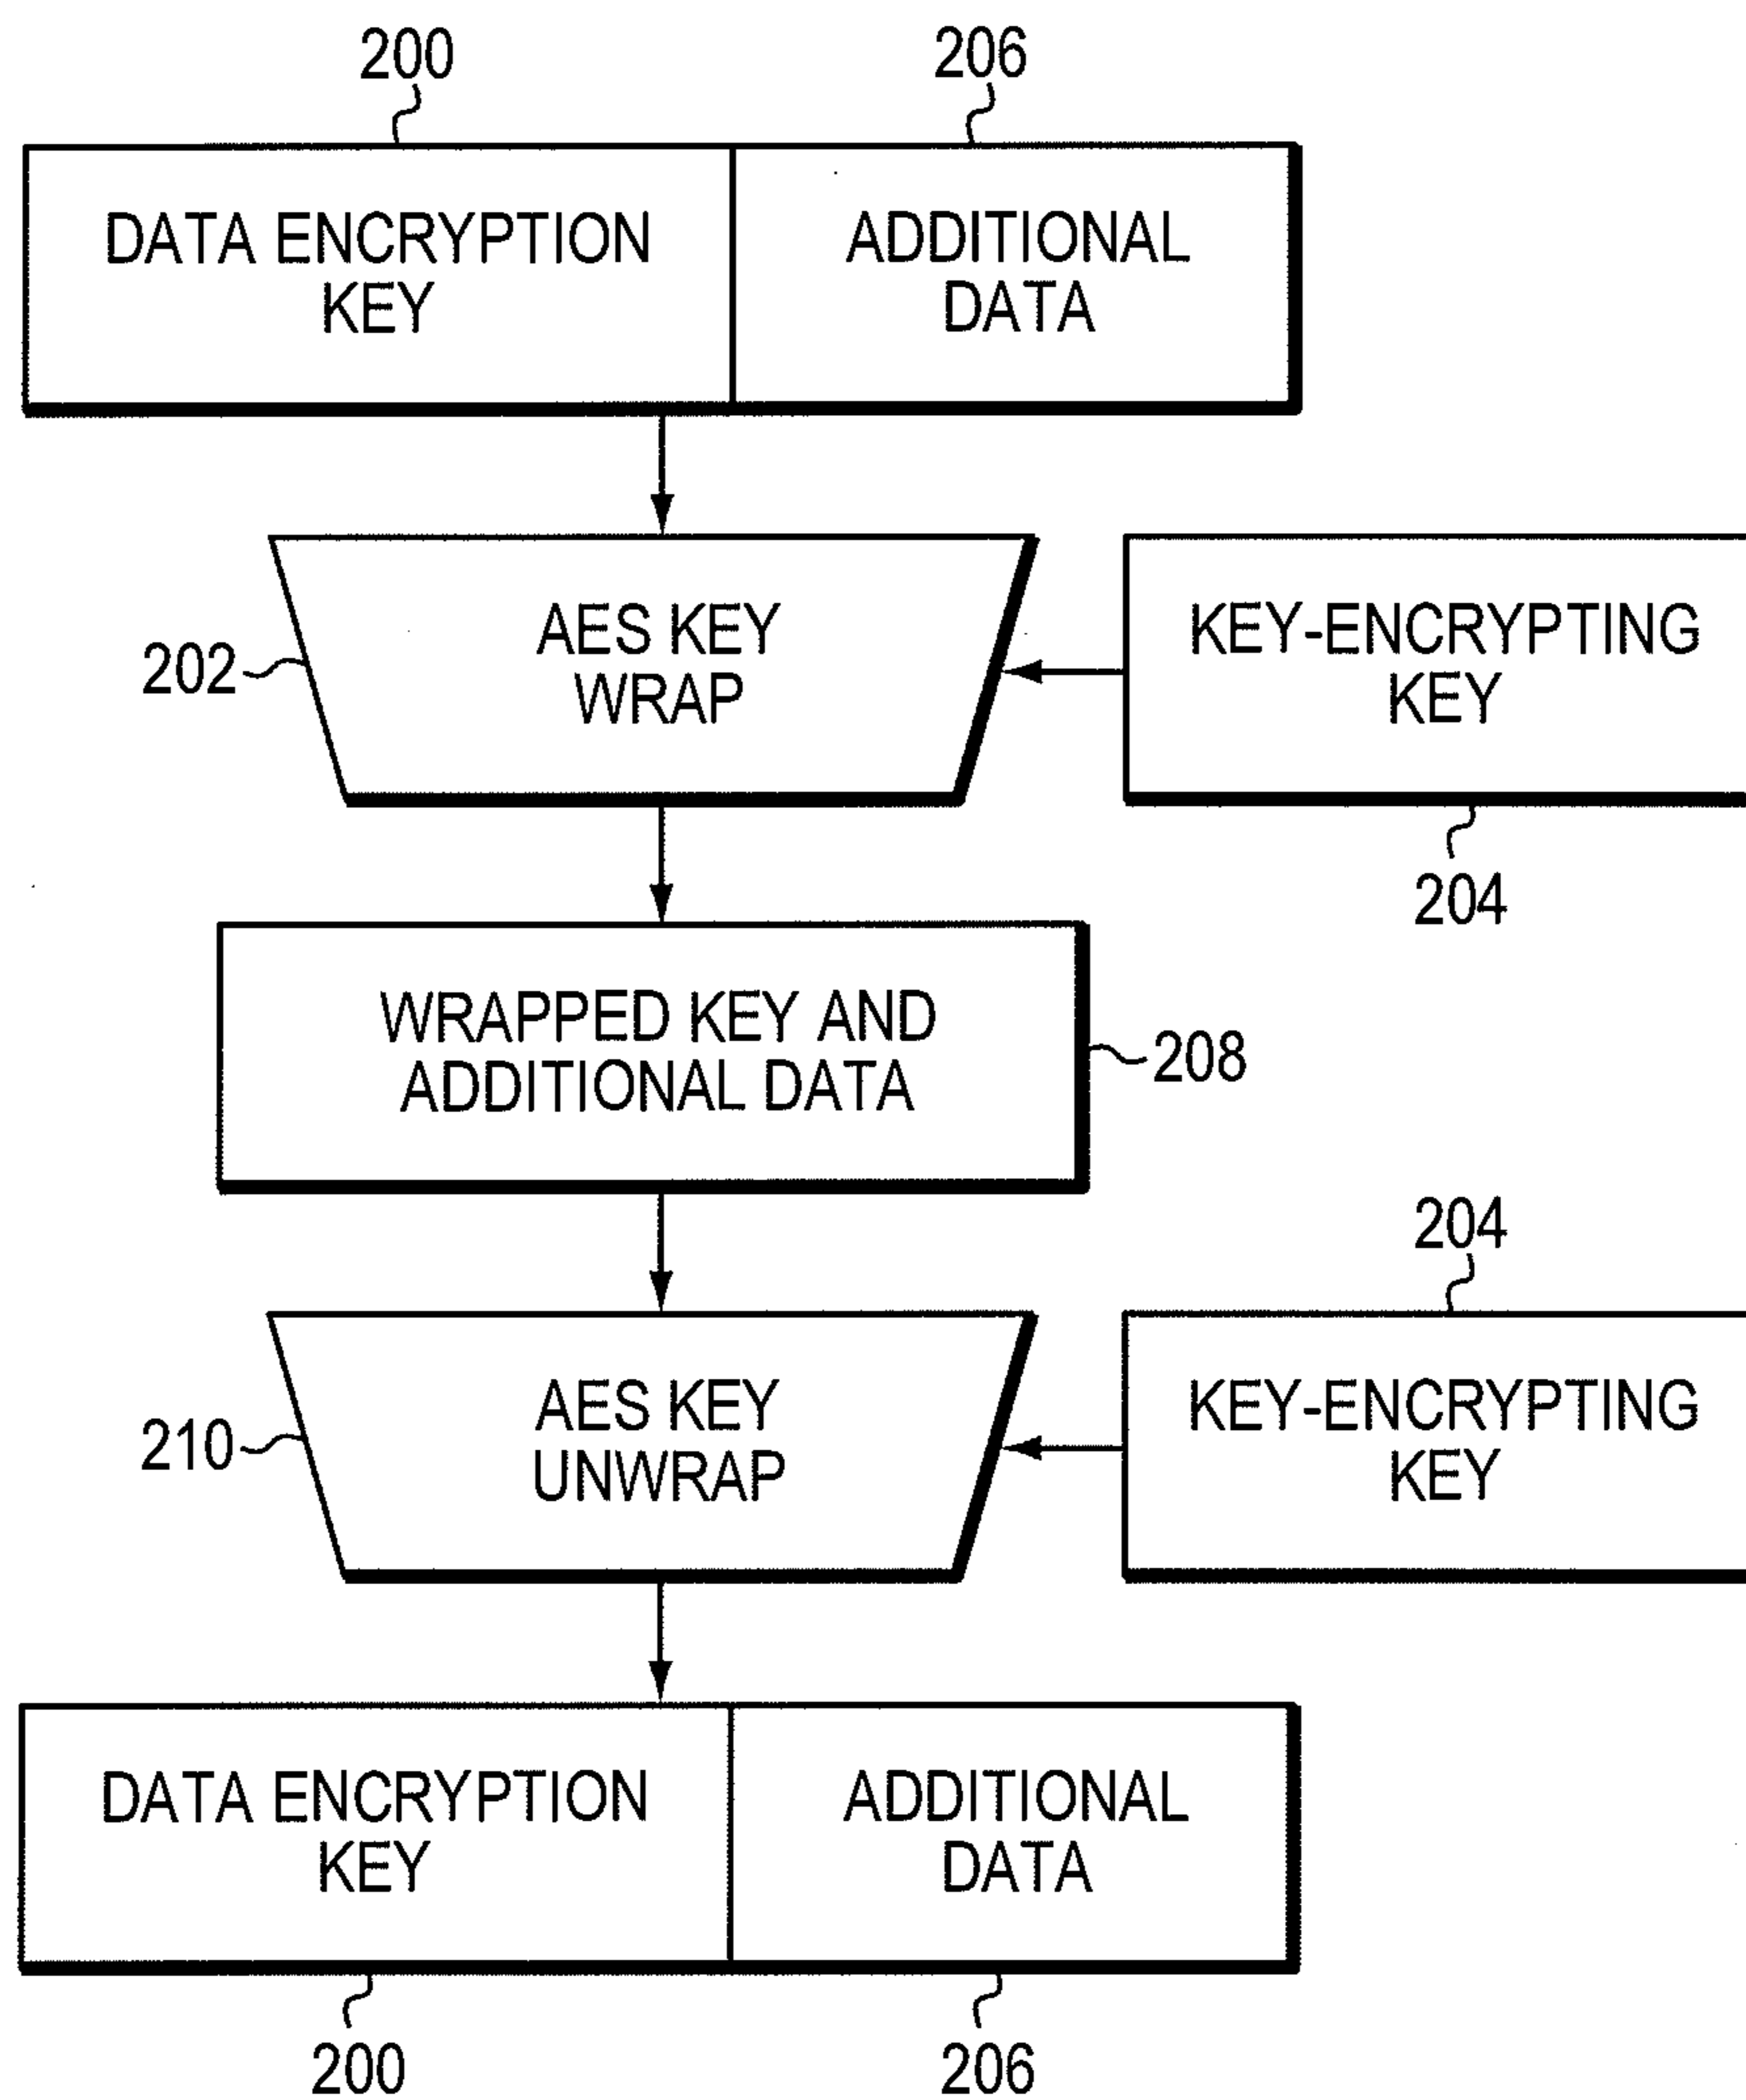 200
206
DATA ENCRYPTION
KEY
ADDITIONAL
DATA
AES KEY
WRAP
202
KEY-ENCRYPTING
KEY
204
WRAPPED KEY AND
ADDITIONAL DATA
208
204
AES KEY
UNWRAP
210
KEY-ENCRYPTING
KEY
DATA ENCRYPTION
KEY
ADDITIONAL
DATA
200
206